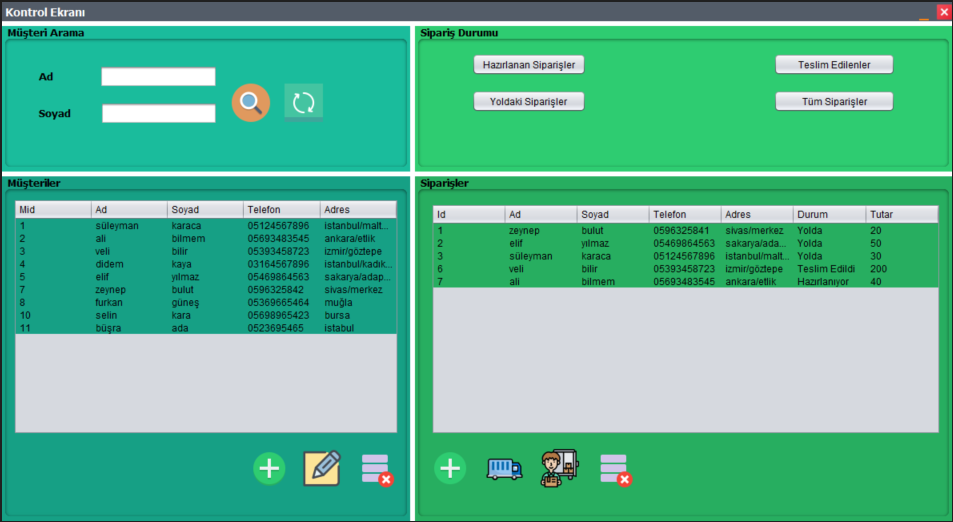 Kontrol Ekranı
Müşteri Arama
Ad
Soyad
Sipariş Durumu
Hazırlanan Siparişler
Teslim Edilenler
Yoldaki Siparişler
Tüm Siparişler
Müşteriler
Mid Ad Soyad Telefon Adres
1 süleyman karaca 05124567896 istanbul/malt...
2 ali bilmem 05693483545 ankara/etlik
3 veli bilir 05393458723 izmir/göztepe
4 didem kaya 03164567896 istanbul/kadık...
5 elif yılmaz 05469864563 sakarya/adap...
7 zeynep bulut 0596325842 sivas/merkez
8 furkan güneş 05369665464 muğla
10 selin kara 05698965423 bursa
11 büşra ada 0523695465 istabul
Siparişler
Id Ad Soyad Telefon Adres Durum Tutar
1 zeynep bulut 0596325841 sivas/merkez Yolda 20
2 elif yılmaz 05469864563 sakarya/ada... Yolda 50
3 süleyman karaca 05124567896 istanbul/malt... Yolda 30
6 veli bilir 05393458723 izmir/göztepe Teslim Edildi 200
7 ali bilmem 05693483545 ankara/etlik Hazırlanıyor 40